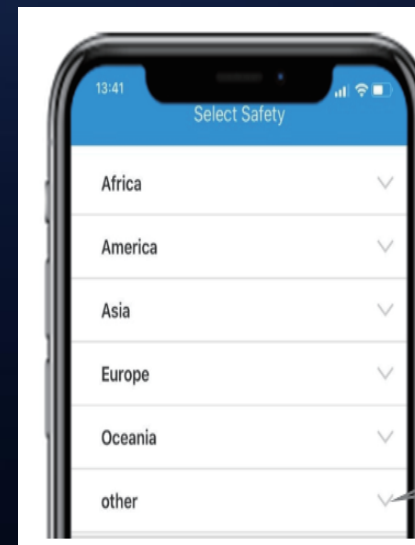 13:41
Select Safety
Africa
America
Asia
Europe
Oceania
other